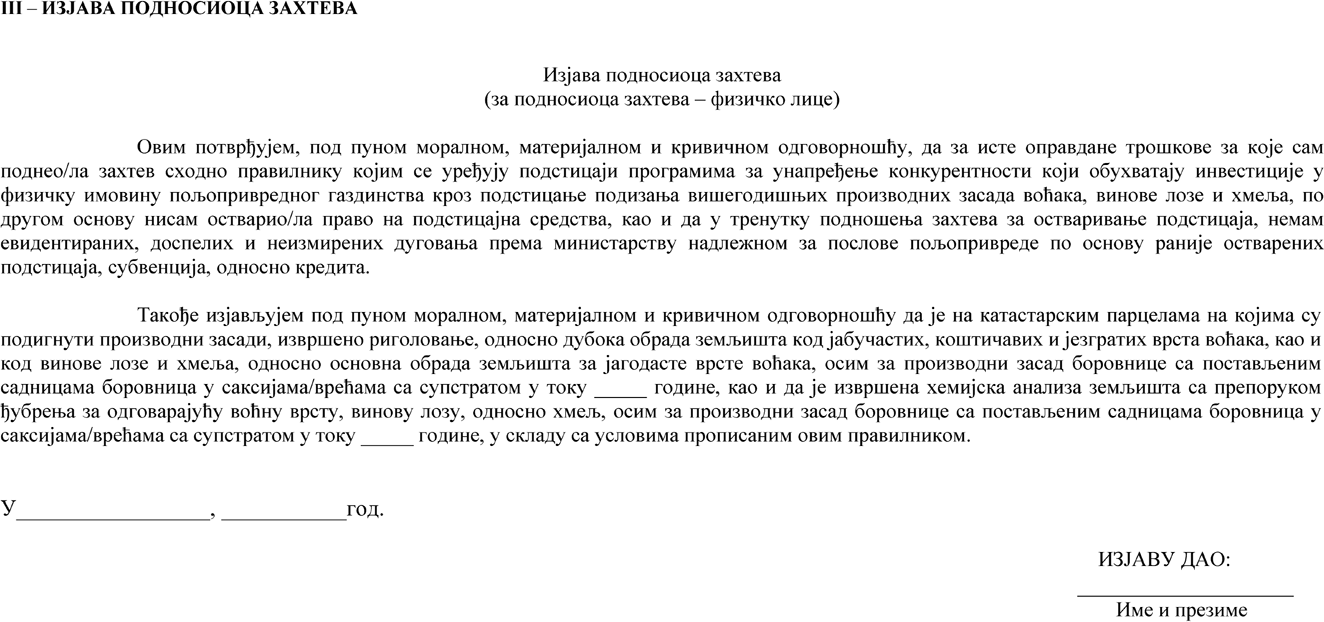 III – ИЗЈАВА ПОДНОСИОЦА ЗАХТЕВА
Изјава подносиоца захтева
(за подносиоца захтева – физичко лице)
Овим потврђујем, под пуном моралном, материјалном и кривичном одговорношћу, да за исте оправдане трошкове за које сам
поднео/ла захтев сходно правилнику којим се уређују подстицаји програмима за унапређење конкурентности који обухватају инвестиције у
физичку имовину пољопривредног газдинства кроз подстицање подизања вишегодишњих производних засада воћака, винове лозе и хмеља, по
другом основу нисам остварио/ла право на подстицајна средства, као и да у тренутку подношења захтева за остваривање подстицаја, немам
евидентираних, доспелих и неизмирених дуговања према министарству надлежном за послове пољопривреде по основу раније остварених
подстицаја, субвенција, односно кредита.
Такође изјављујем под пуном моралном, материјалном и кривичном одговорношћу да је на катастарским парцелама на којима су
подигнути производни засади, извршено риголовање, односно дубока обрада земљишта код јабучастих, коштичавих и језгратих врста воћака, као и
код винове лозе и хмеља, односно основна обрада земљишта за јагодасте врсте воћака, осим за производни засад боровнице са постављеним
садницама боровница у саксијама/врећама са супстратом у току _____ године, као и да је извршена хемијска анализа земљишта са препоруком
ђубрења за одговарајућу воћну врсту, винову лозу, односно хмељ, осим за производни засад боровнице са постављеним садницама боровница у
саксијама/врећама са супстратом у току _____ године, у складу са условима прописаним овим правилником.
У_________________, ___________год.
ИЗЈАВУ ДАО:
____________________
Име и презиме